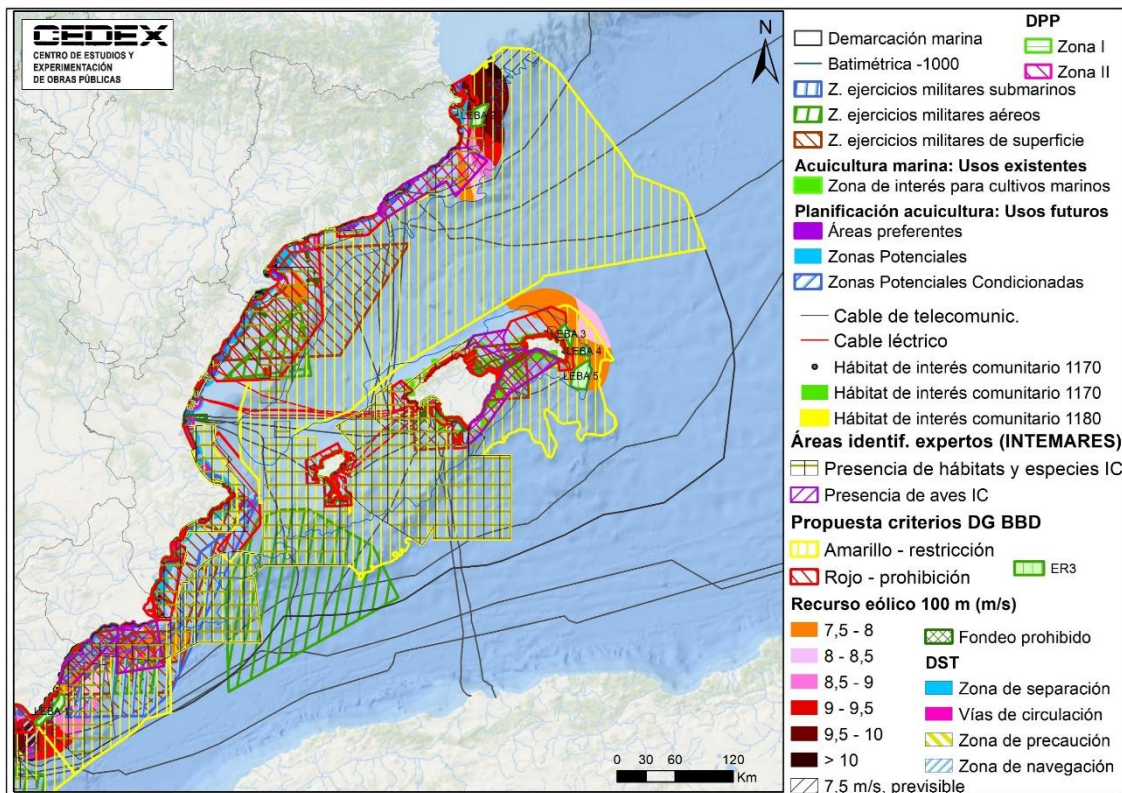 CEDEX
CENTRO DE ESTUDIOS Y
EXPERIMENTACIÓN
DE OBRAS PÚBLICAS
N
LEBA
LEBA 3
LEBA 4
LEBA 5
LEBA
0 30 60 120
Km
Demarcación marina
Batimétrica -1000
Z. ejercicios militares submarinos
Z. ejercicios militares aéreos
Z. ejercicios militares de superficie
DPP
Zona I
Zona II
Acuicultura marina: Usos existentes
Zona de interés para cultivos marinos
Planificación acuicultura: Usos futuros
Áreas preferentes
Zonas Potenciales
Zonas Potenciales Condicionadas
Cable de telecomunic.
Cable léctrico
Hábitat de interés comunitario 1170
Hábitat de interés comunitario 1170
Hábitat de interés comunitario 1180
Áreas identif. expertos (INTEMARES)
Presencia de hábitats y especies IC
Presencia de aves IC
Propuesta criterios DG BBD
Amarillo - restricción
Rojo - prohibición
ER3
Recurso eólico 100 m (m/s)
7,5 - 8
8 - 8,5
8,5 - 9
9 - 9,5
9,5 - 10
> 10
7.5 m/s, previsible
Fondeo prohibido
DST
Zona de separación
Vías de circulación
Zona de precaución
Zona de navegación